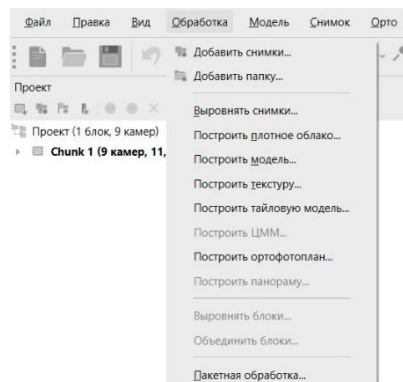 Файл Правка Вид Обработка Модель Снимок Орто
Добавить снимки...
Добавить папку...
Проект
Выровнять снимки...
Проект (1 блок, 9 камер)
Построить плотное облако...
Chunk 1 (9 камер, 11,
Построить модель...
Построить текстуру...
Построить тайловую модель...
Построить ЦММ...
Построить ортофотоплан...
Построить панораму...
Выровнять блоки...
Объединить блоки...
Пакетная обработка...